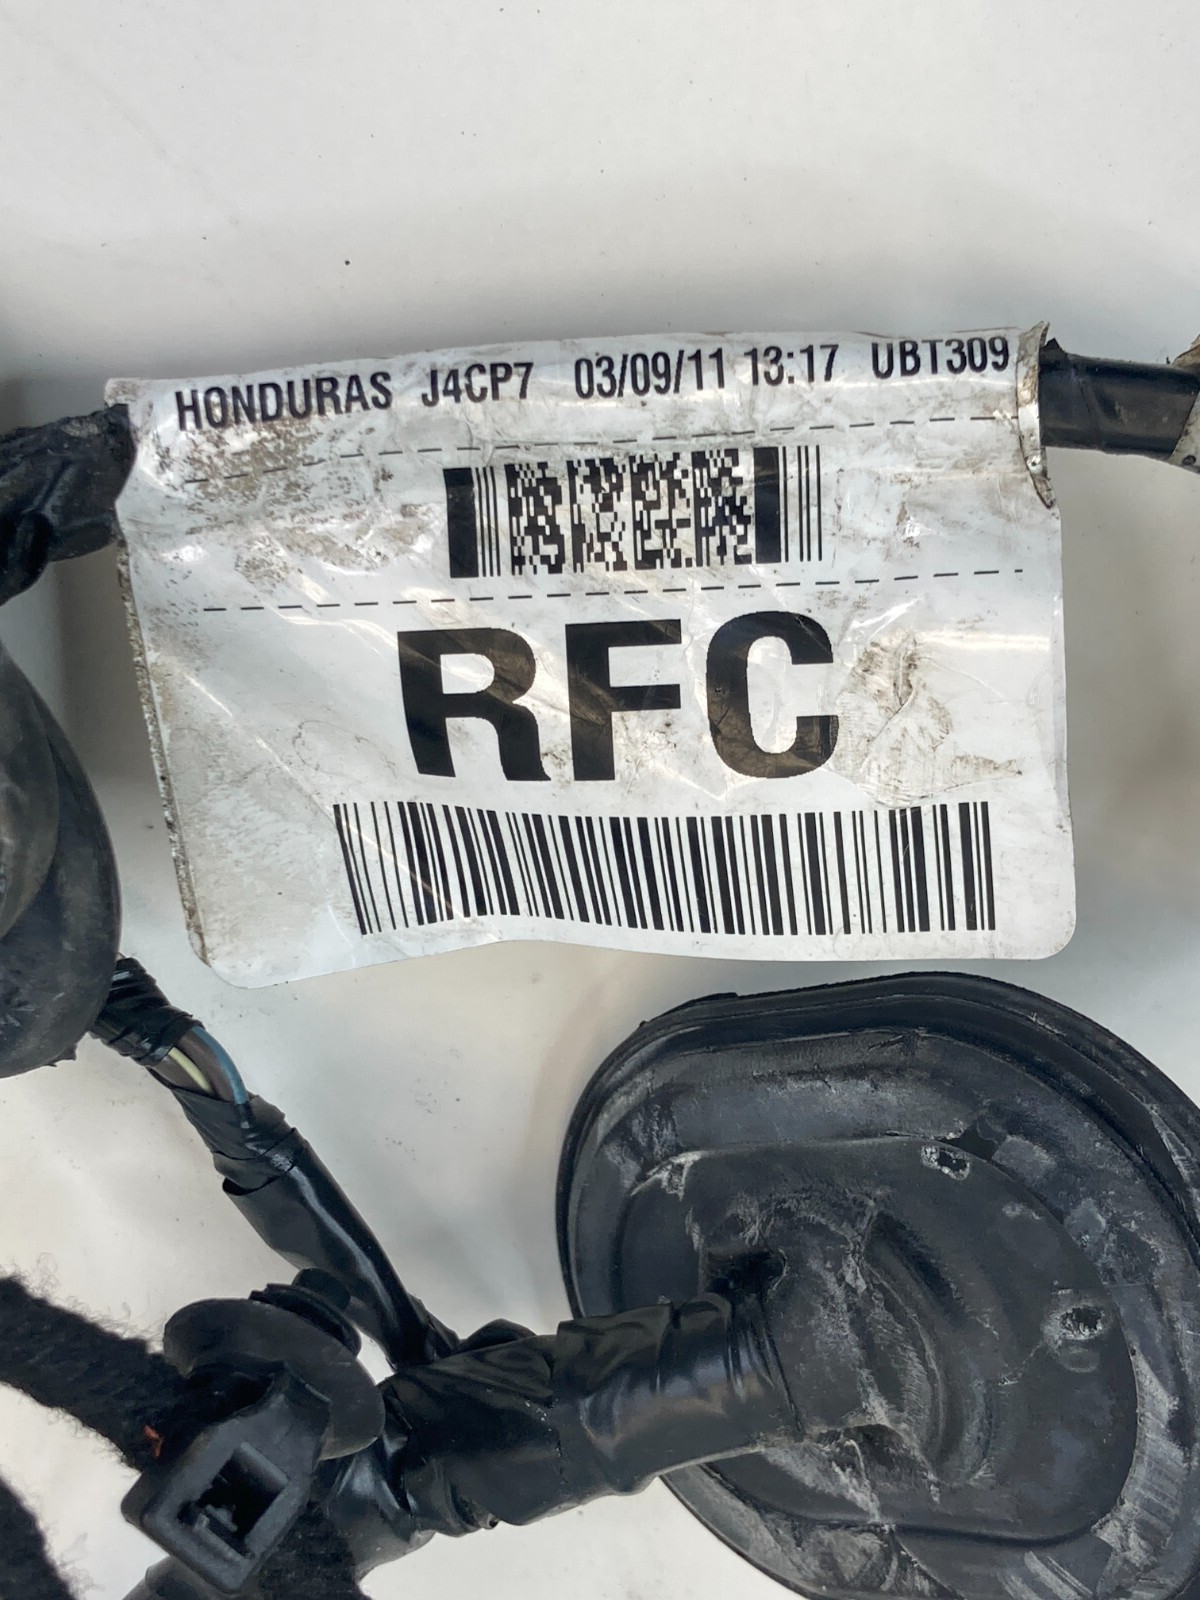 HONDURAS J4CP7 03/09/11 13:17 UBT309
RFC